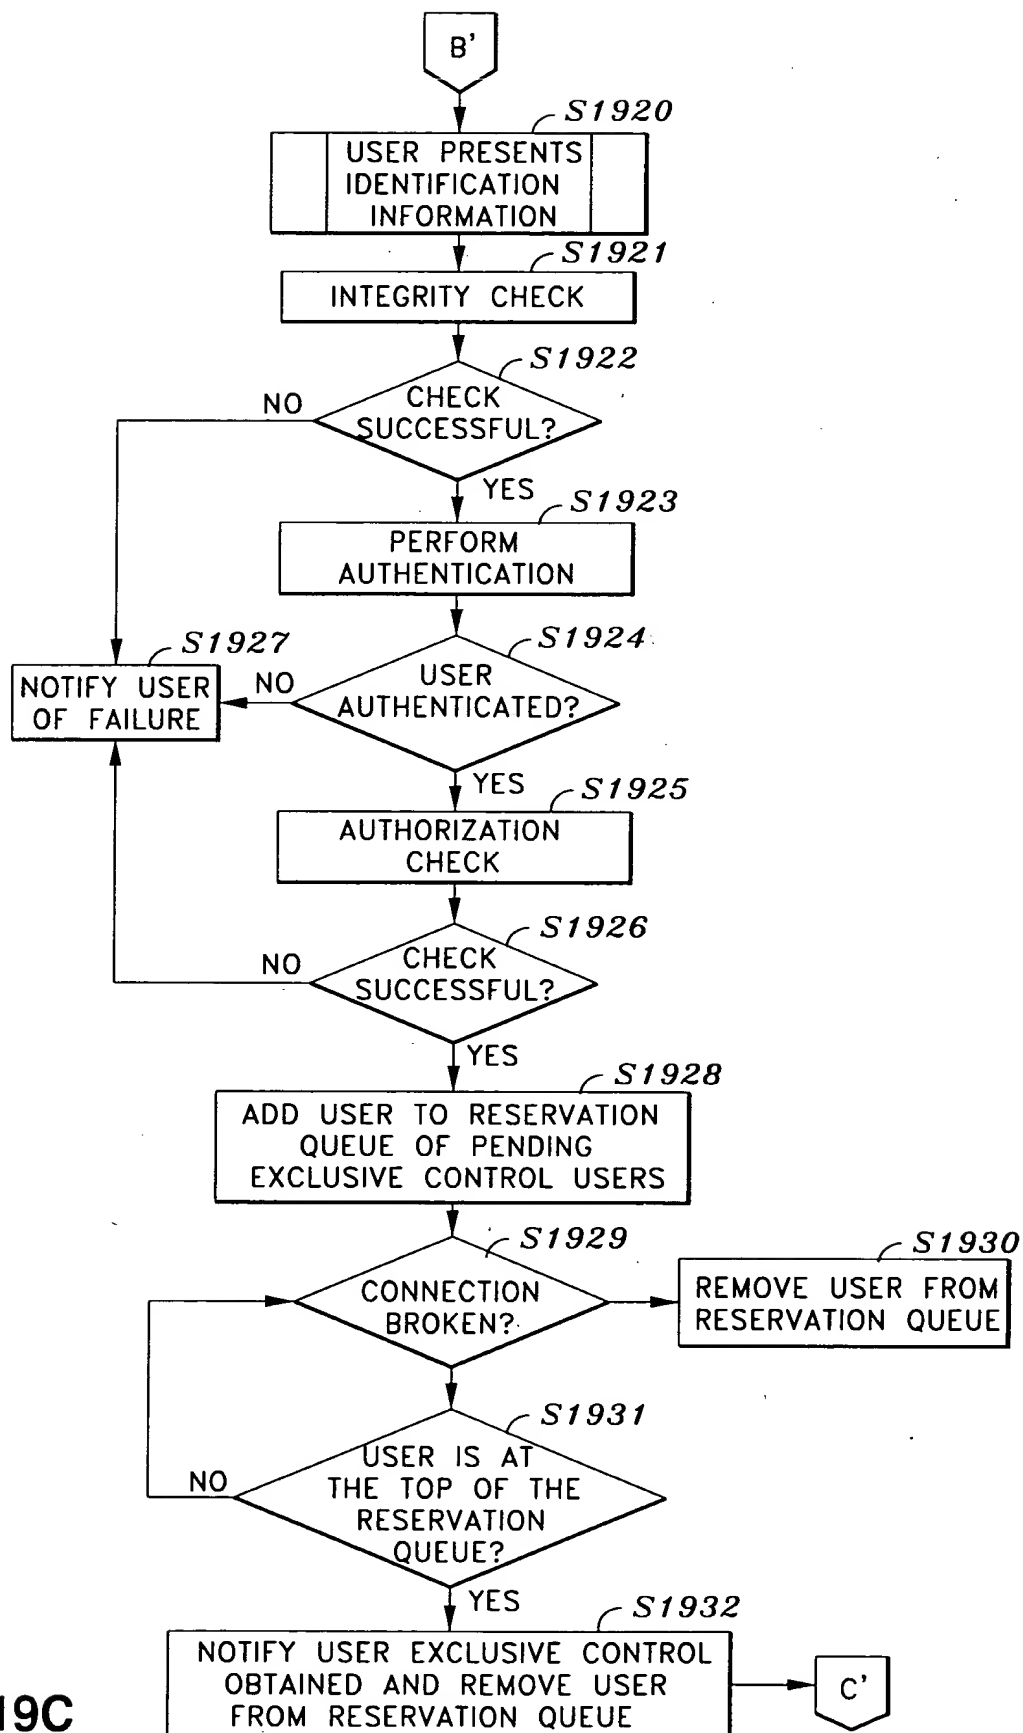 B'
S1920
USER PRESENTS
IDENTIFICATION
INFORMATION
S1921
INTEGRITY CHECK
S1922
CHECK
SUCCESSFUL?
NO
YES
S1923
PERFORM
AUTHENTICATION
S1924
USER
AUTHENTICATED?
NO
S1927
NOTIFY USER
OF FAILURE
YES
S1925
AUTHORIZATION
CHECK
S1926
CHECK
SUCCESSFUL?
NO
YES
S1928
ADD USER TO RESERVATION
QUEUE OF PENDING
EXCLUSIVE CONTROL USERS
S1929
CONNECTION
BROKEN?
S1930
REMOVE USER FROM
RESERVATION QUEUE
S1931
USER IS AT
THE TOP OF THE
RESERVATION
QUEUE?
NO
YES
S1932
NOTIFY USER EXCLUSIVE CONTROL
OBTAINED AND REMOVE USER
FROM RESERVATION QUEUE
C'
19C